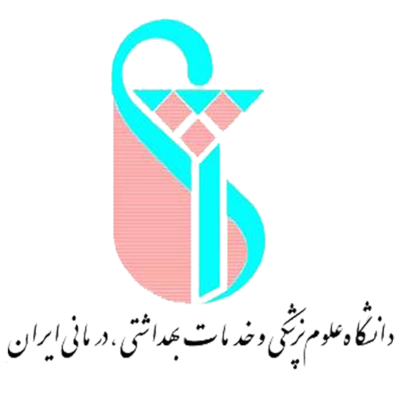 دانشگاه علوم پزشکی و خدمات بهداشتی ، درمانی ایران